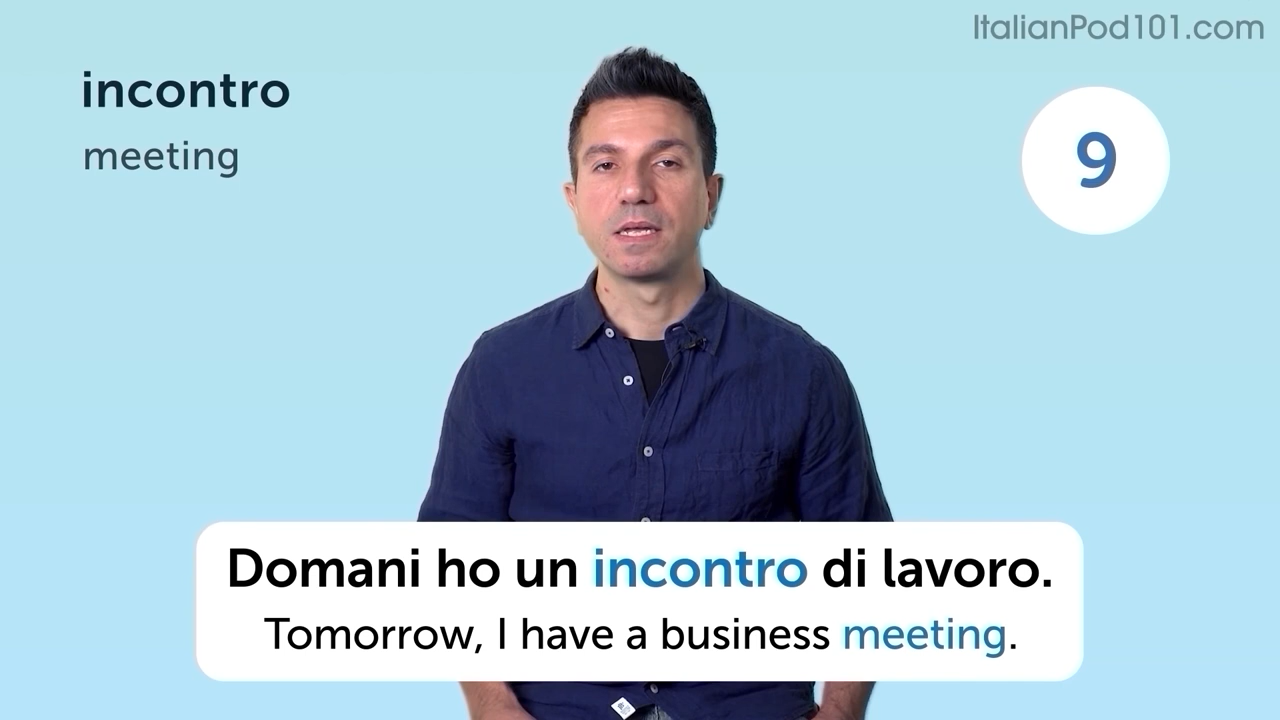 ItalianPod101.com
incontro
meeting
9
Domani ho un incontro di lavoro.
Tomorrow, I have a business meeting.